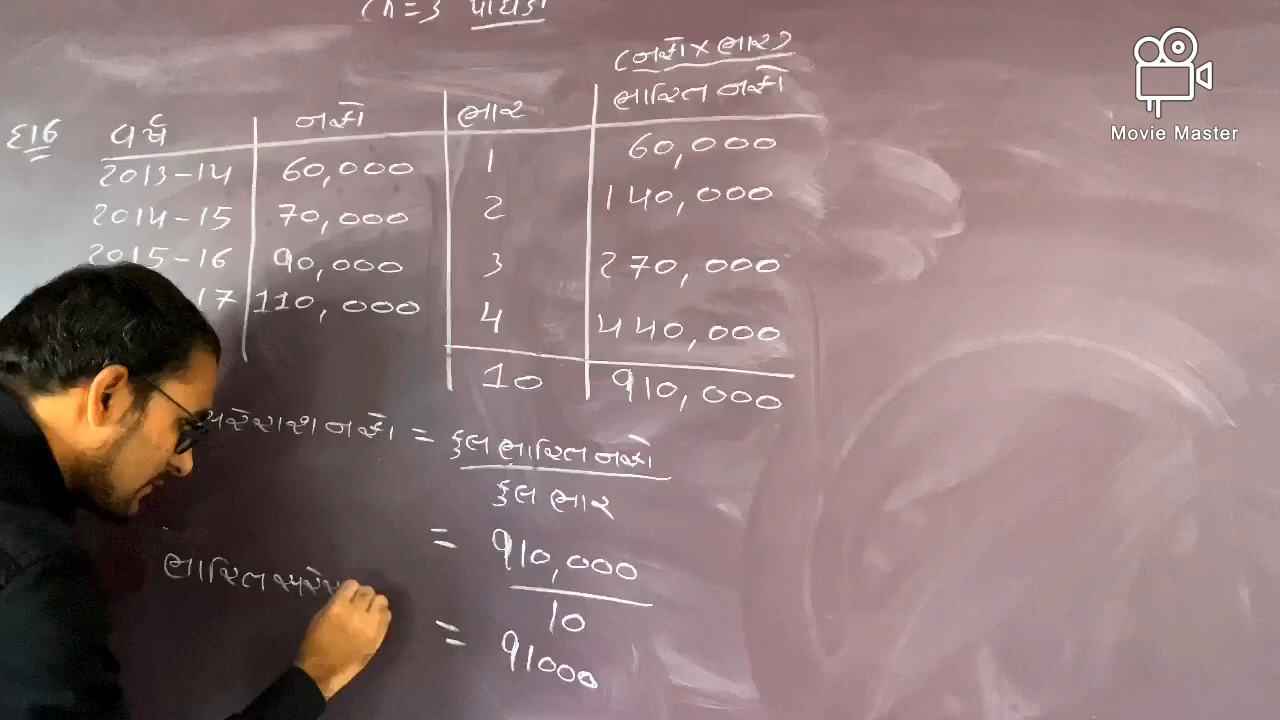 (નફો × ભાર)
દા6 વર્ષ નફો ભાર ભારિત નફો
2013-14 60,000 1 60,000
2014-15 70,000 2 140,000
2015-16 90,000 3 270,000
17 110,000 4 440,000
10 910,000
સરેરાશ નફો = કુલ ભારિત નફો
કુલ ભાર
= 910,000
10
ભારિત સરે
= 91000
Movie Master